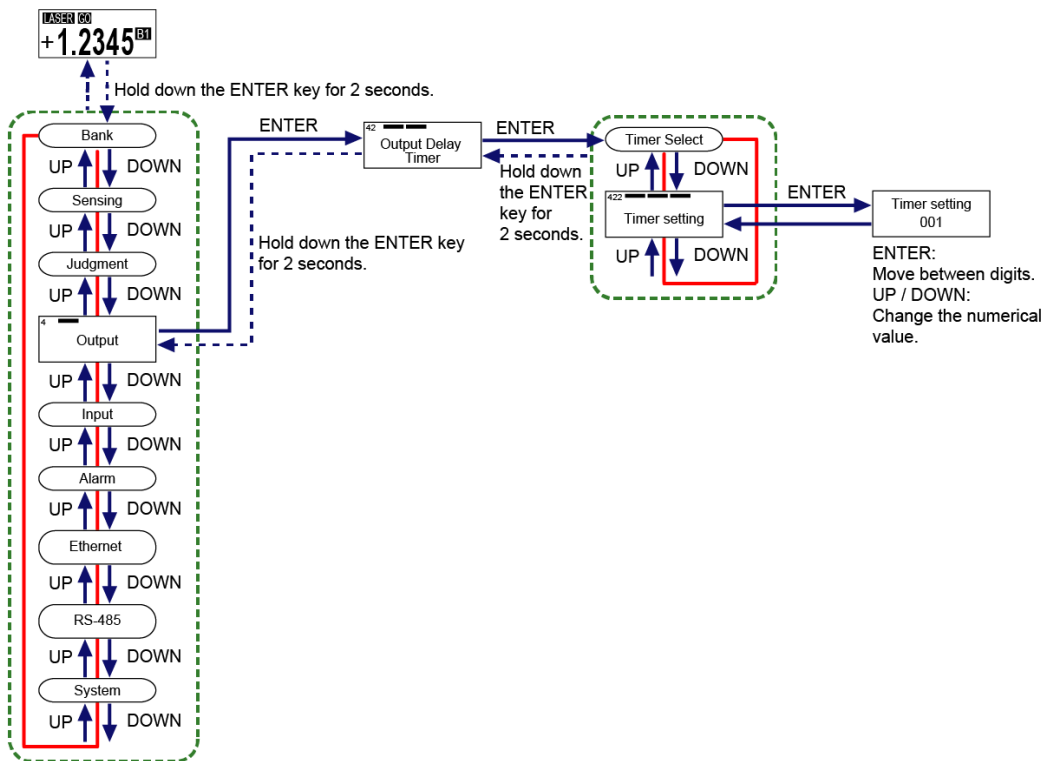 LASER GO
+1.2345 B1
Hold down the ENTER key for 2 seconds.
Bank
UP DOWN
Sensing
UP DOWN
Judgment
UP DOWN
4
Output
UP DOWN
Input
UP DOWN
Alarm
UP DOWN
Ethernet
UP DOWN
RS-485
UP DOWN
System
UP DOWN
ENTER
Hold down the ENTER key
for 2 seconds.
42
Output Delay
Timer
ENTER
Hold down
the ENTER
key for
2 seconds.
Timer Select
UP DOWN
422
Timer setting
UP DOWN
ENTER
Timer setting
001
ENTER:
Move between digits.
UP / DOWN:
Change the numerical
value.